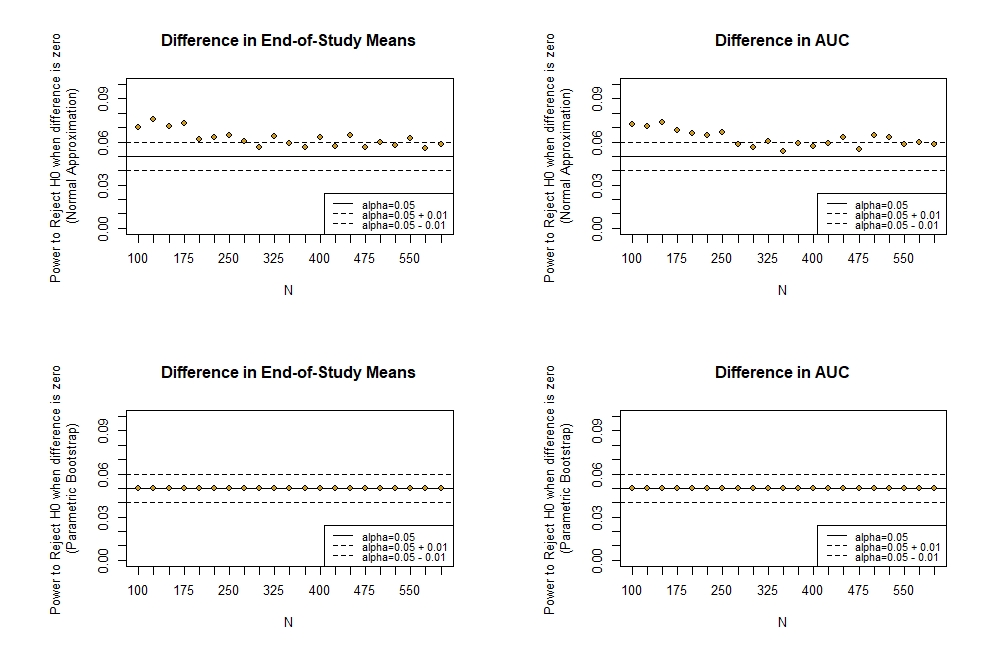 Difference in End-of-Study Means
Power to Reject H0 when difference is zero
(Normal Approximation)
0.00 0.03 0.06 0.09
alpha=0.05
alpha=0.05 + 0.01
alpha=0.05 - 0.01
100 175 250 325 400 475 550
N
Difference in AUC
Power to Reject H0 when difference is zero
(Normal Approximation)
0.00 0.03 0.06 0.09
alpha=0.05
alpha=0.05 + 0.01
alpha=0.05 - 0.01
100 175 250 325 400 475 550
N
Difference in End-of-Study Means
Power to Reject H0 when difference is zero
(Parametric Bootstrap)
0.00 0.03 0.06 0.09
alpha=0.05
alpha=0.05 + 0.01
alpha=0.05 - 0.01
100 175 250 325 400 475 550
N
Difference in AUC
Power to Reject H0 when difference is zero
(Parametric Bootstrap)
0.00 0.03 0.06 0.09
alpha=0.05
alpha=0.05 + 0.01
alpha=0.05 - 0.01
100 175 250 325 400 475 550
N